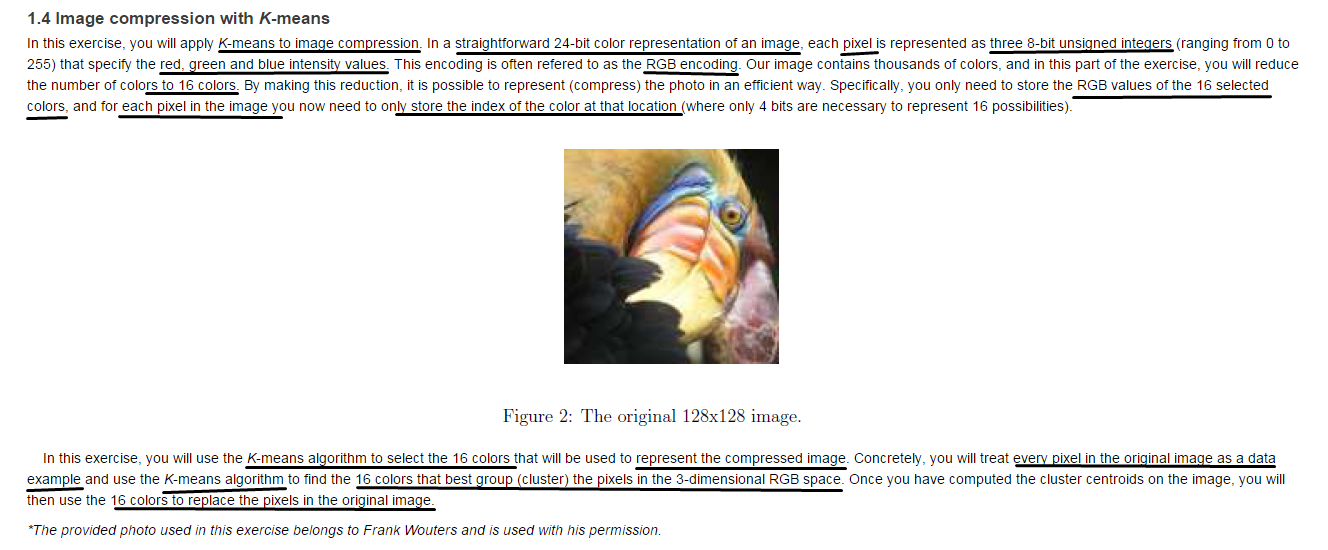 1.4 Image compression with K-means
In this exercise, you will apply K-means to image compression. In a straightforward 24-bit color representation of an image, each pixel is represented as three 8-bit unsigned integers (ranging from 0 to
255) that specify the red, green and blue intensity values. This encoding is often refered to as the RGB encoding. Our image contains thousands of colors, and in this part of the exercise, you will reduce
the number of colors to 16 colors. By making this reduction, it is possible to represent (compress) the photo in an efficient way. Specifically, you only need to store the RGB values of the 16 selected
colors, and for each pixel in the image you now need to only store the index of the color at that location (where only 4 bits are necessary to represent 16 possibilities).
Figure 2: The original 128x128 image.
In this exercise, you will use the K-means algorithm to select the 16 colors that will be used to represent the compressed image. Concretely, you will treat every pixel in the original image as a data
example and use the K-means algorithm to find the 16 colors that best group (cluster) the pixels in the 3-dimensional RGB space. Once you have computed the cluster centroids on the image, you will
then use the 16 colors to replace the pixels in the original image.
*The provided photo used in this exercise belongs to Frank Wouters and is used with his permission.